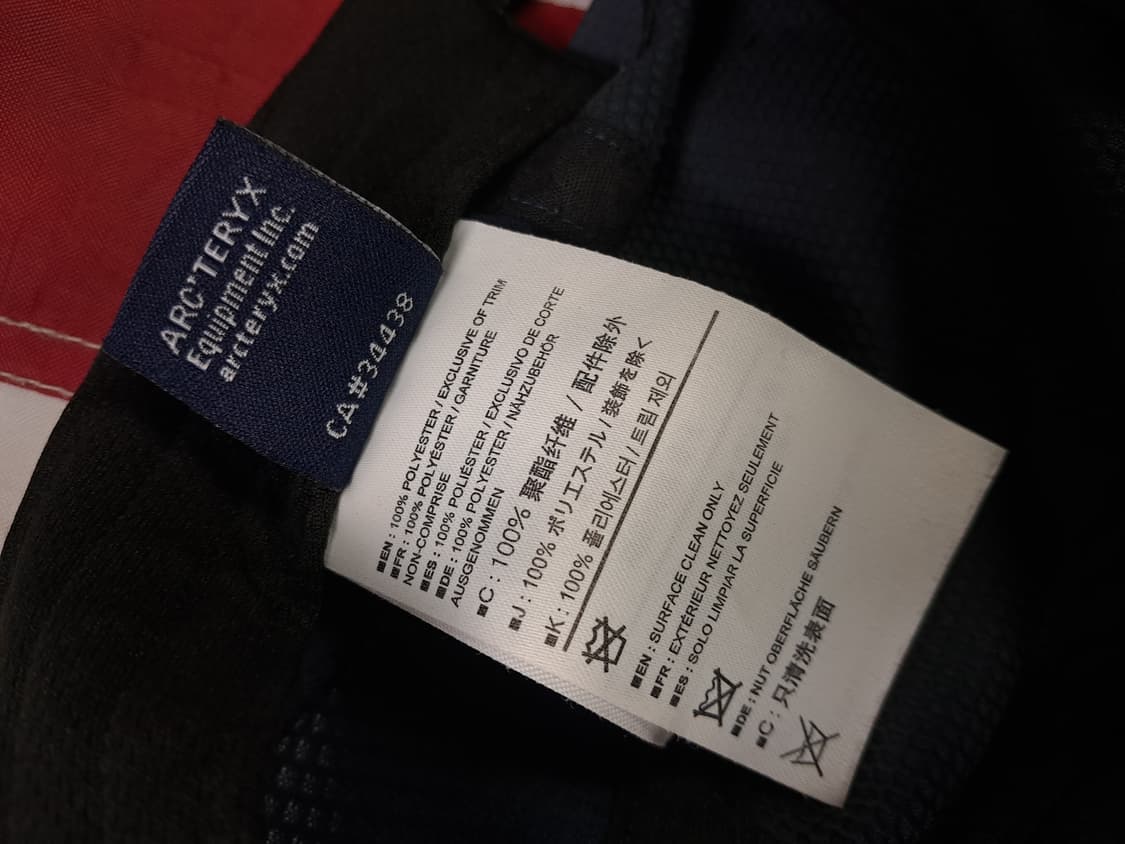 ARC'TERYX
Equipment Inc.
arcteryx.com
CA#34438
■EN : 100% POLYESTER / EXCLUSIVE OF TRIM
■FR : 100% POLYÉSTER / GARNITURE
NON-COMPRISE
■ES : 100% POLIÉSTER / EXCLUSIVO DE CORTE
■DE : 100% POLYESTER / NÄHZUBEHÖR
AUSGENOMMEN
■C : 100% 聚酯纤维 / 配件除外
■J : 100% ポリエステル / 装飾を除く
■K : 100% 폴리에스터 / 트림 제외
■EN : SURFACE CLEAN ONLY
■FR : EXTÉRIEUR NETTOYEZ SEULEMENT
■ES : SOLO LIMPIAR LA SUPERFICIE
■DE : NUT OBERFLÄCHE SÄUBERN
■C : 只清洗表面